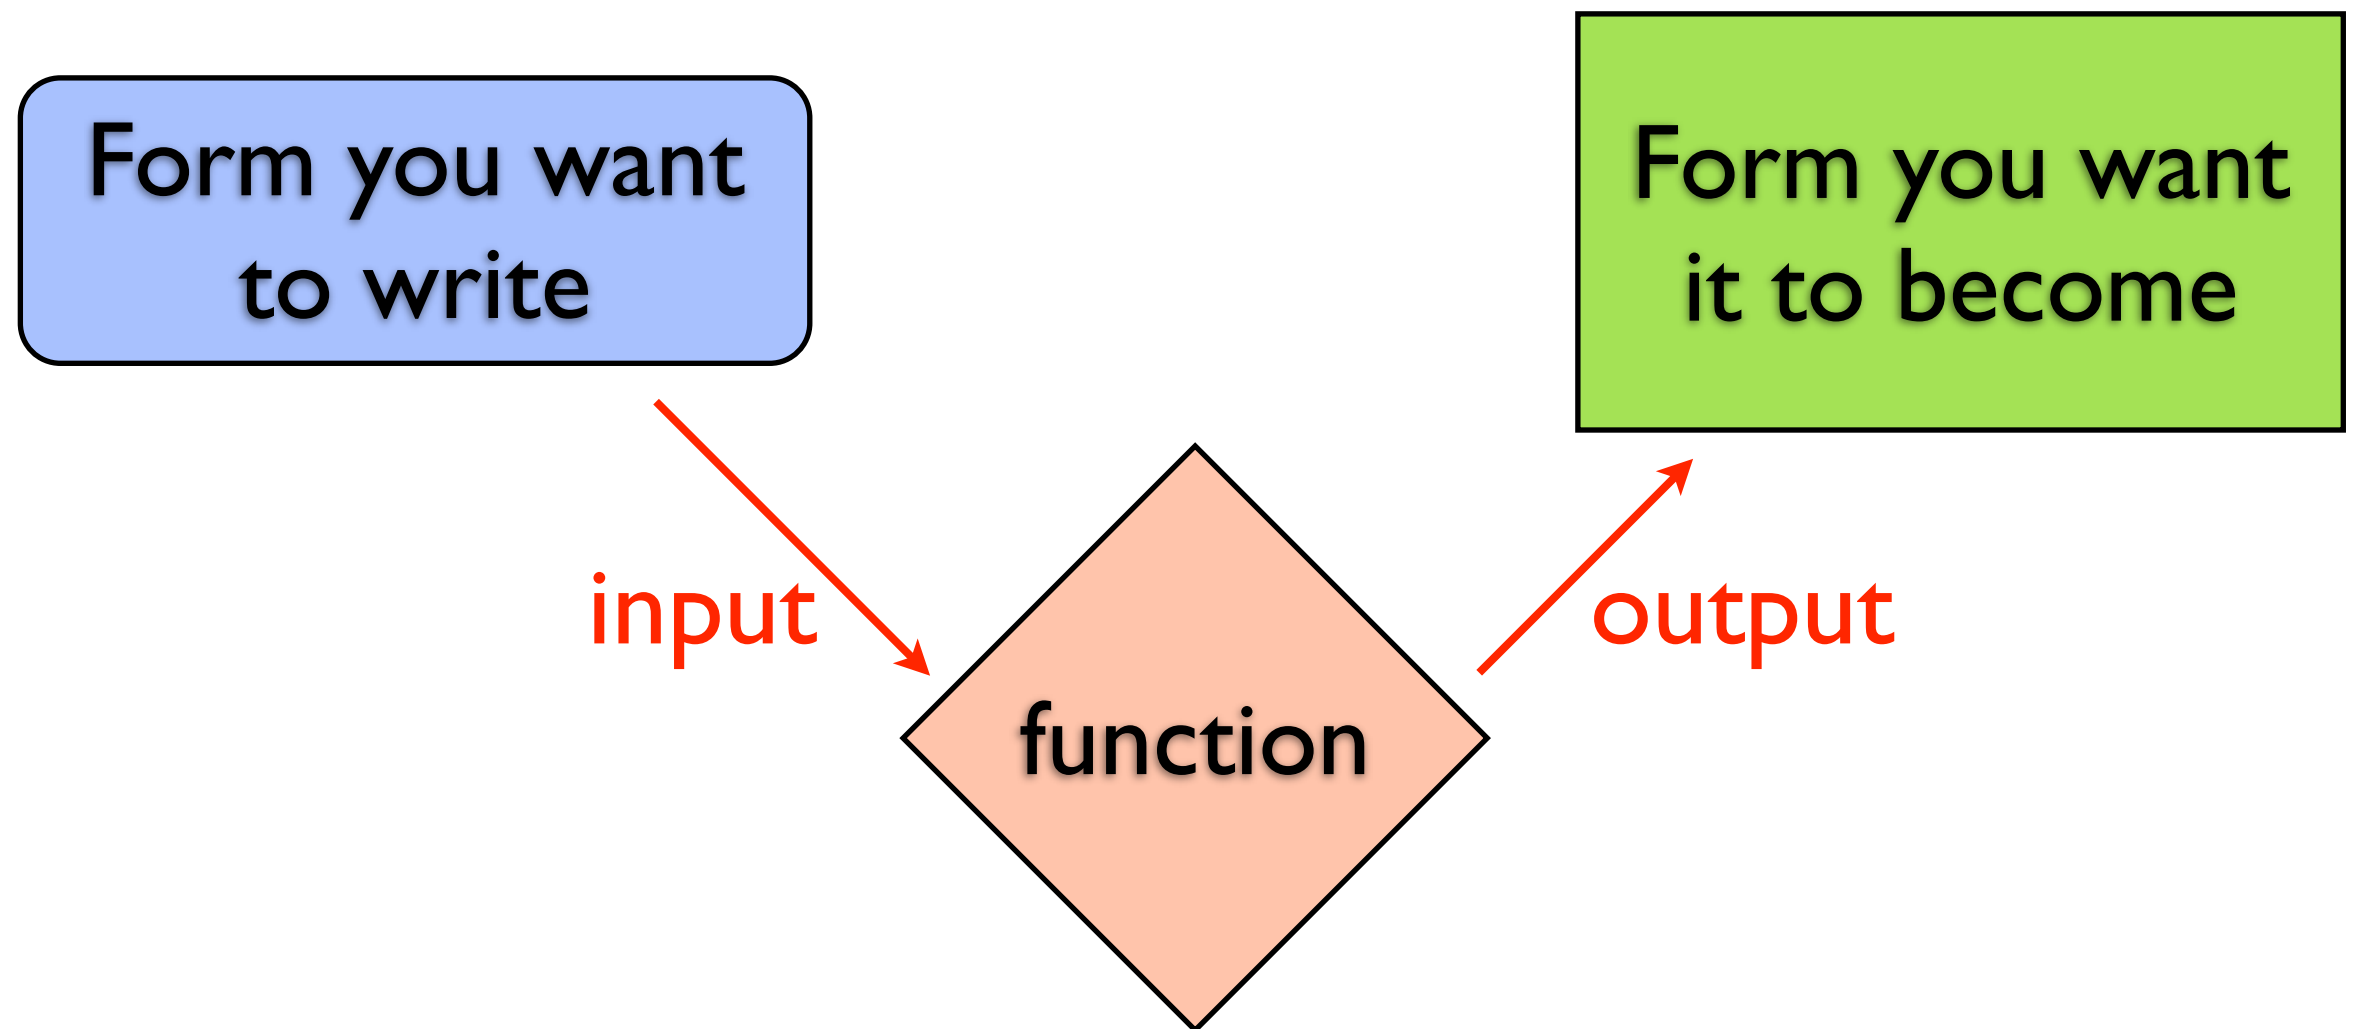 Form you want
to write
Form you want
it to become
input
output
function